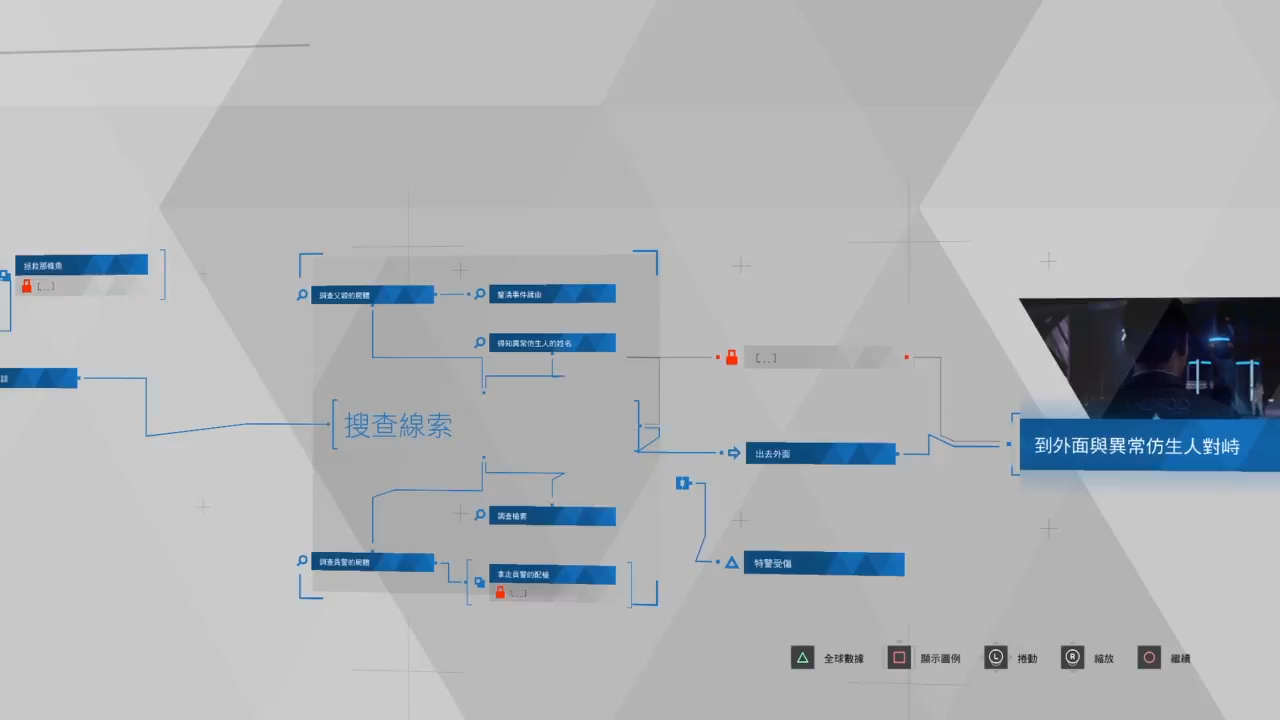 拯救那條魚
[...]
談
調查父親的屍體
釐清事件緣由
得知異常仿生人的姓名
搜查線索
調查槍套
調查員警的屍體
拿走員警的配槍
[...]
[...]
出去外面
特警受傷
到外面與異常仿生人對峙
全球數據
顯示圖例
L
捲動
R
縮放
繼續